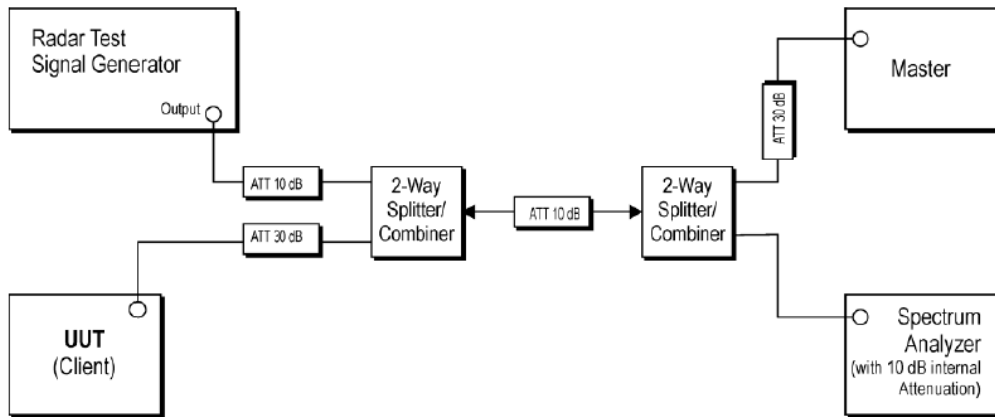 Radar Test
Signal Generator
Output
ATT 10 dB
2-Way
Splitter/
Combiner
ATT 30 dB
UUT
(Client)
ATT 10 dB
2-Way
Splitter/
Combiner
ATT 30 dB
Master
Spectrum
Analyzer
(with 10 dB internal
Attenuation)